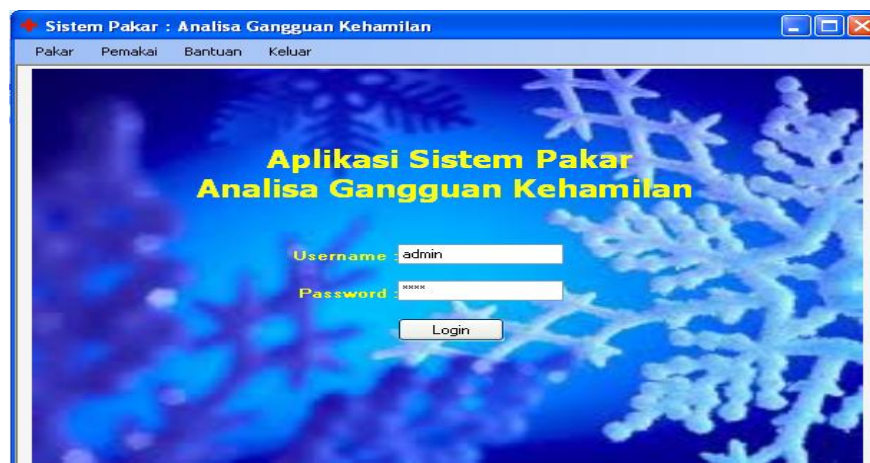 Sistem Pakar : Analisa Gangguan Kehamilan
Pakar Pemakai Bantuan Keluar
Aplikasi Sistem Pakar
Analisa Gangguan Kehamilan
Username : admin
Password : ****
Login